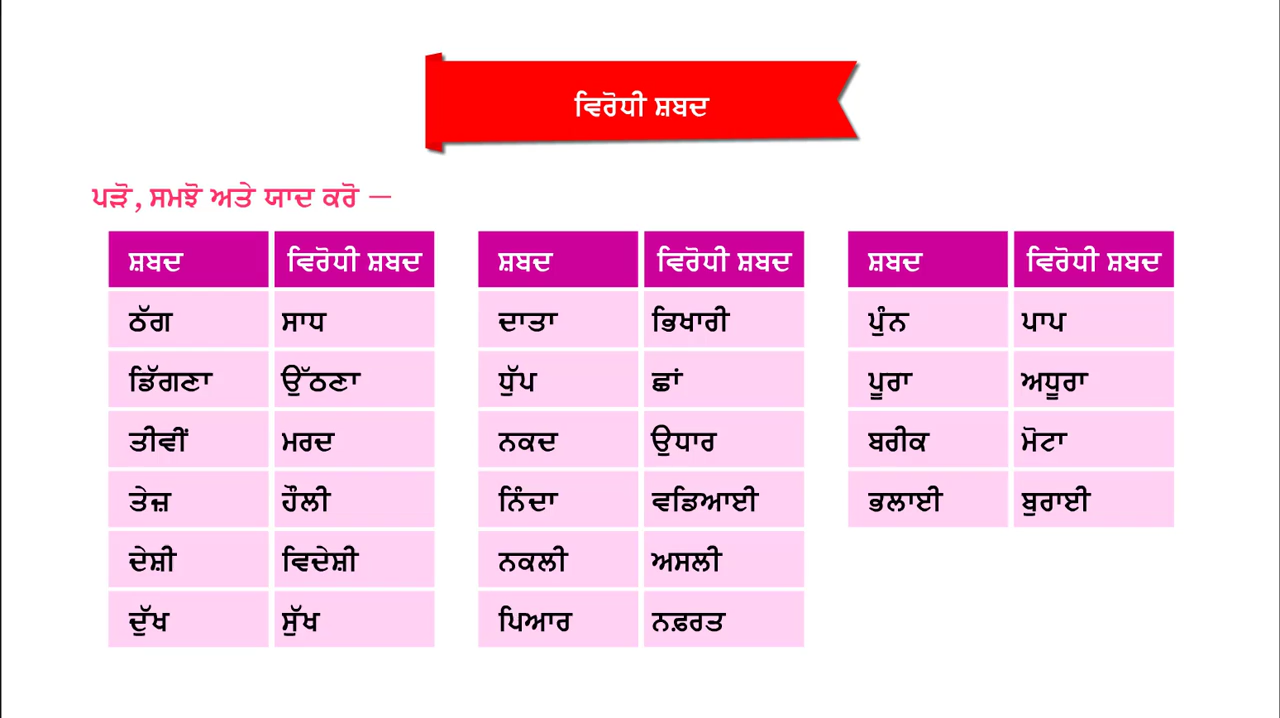 ਵਿਰੋਧੀ ਸ਼ਬਦ
ਪੜੋ, ਸਮਝੋ ਅਤੇ ਯਾਦ ਕਰੋ —
ਸ਼ਬਦ ਵਿਰੋਧੀ ਸ਼ਬਦ
ਠੱਗ ਸਾਧ
ਡਿੱਗਣਾ ਉੱਠਣਾ
ਤੀਵੀਂ ਮਰਦ
ਤੇਜ਼ ਹੌਲੀ
ਦੇਸ਼ੀ ਵਿਦੇਸ਼ੀ
ਦੁੱਖ ਸੁੱਖ
ਸ਼ਬਦ ਵਿਰੋਧੀ ਸ਼ਬਦ
ਦਾਤਾ ਭਿਖਾਰੀ
ਧੁੱਪ ਛਾਂ
ਨਕਦ ਉਧਾਰ
ਨਿੰਦਾ ਵਡਿਆਈ
ਨਕਲੀ ਅਸਲੀ
ਪਿਆਰ ਨਫ਼ਰਤ
ਸ਼ਬਦ ਵਿਰੋਧੀ ਸ਼ਬਦ
ਪੁੰਨ ਪਾਪ
ਪੂਰਾ ਅਧੂਰਾ
ਬਰੀਕ ਮੋਟਾ
ਭਲਾਈ ਬੁਰਾਈ